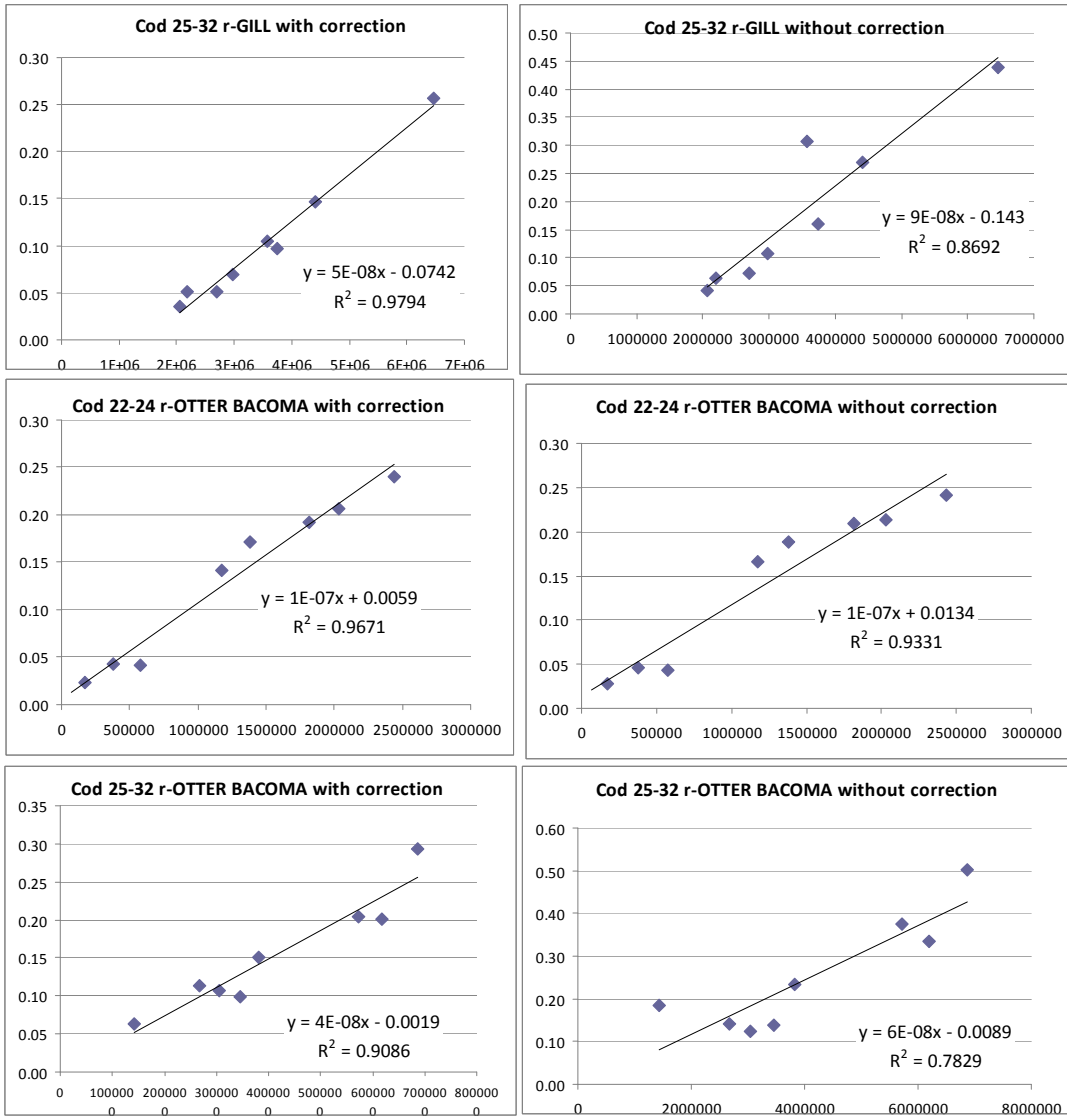 Cod 25-32 r-GILL with correction
0.30
0.25
0.20
0.15
0.10
0.05
0.00
0 1E+06 2E+06 3E+06 4E+06 5E+06 6E+06 7E+06
y = 5E-08x - 0.0742
R² = 0.9794
Cod 25-32 r-GILL without correction
0.50
0.45
0.40
0.35
0.30
0.25
0.20
0.15
0.10
0.05
0.00
0 1000000 2000000 3000000 4000000 5000000 6000000 7000000
y = 9E-08x - 0.143
R² = 0.8692
Cod 22-24 r-OTTER BACOMA with correction
0.30
0.25
0.20
0.15
0.10
0.05
0.00
0 500000 1000000 1500000 2000000 2500000 3000000
y = 1E-07x + 0.0059
R² = 0.9671
Cod 22-24 r-OTTER BACOMA without correction
0.30
0.25
0.20
0.15
0.10
0.05
0.00
0 500000 1000000 1500000 2000000 2500000 3000000
y = 1E-07x + 0.0134
R² = 0.9331
Cod 25-32 r-OTTER BACOMA with correction
0.35
0.30
0.25
0.20
0.15
0.10
0.05
0.00
0 100000 200000 300000 400000 500000 600000 700000 800000
0 0 0 0 0 0 0 0
y = 4E-08x - 0.0019
R² = 0.9086
Cod 25-32 r-OTTER BACOMA without correction
0.60
0.50
0.40
0.30
0.20
0.10
0.00
0 2000000 4000000 6000000 8000000
y = 6E-08x - 0.0089
R² = 0.7829